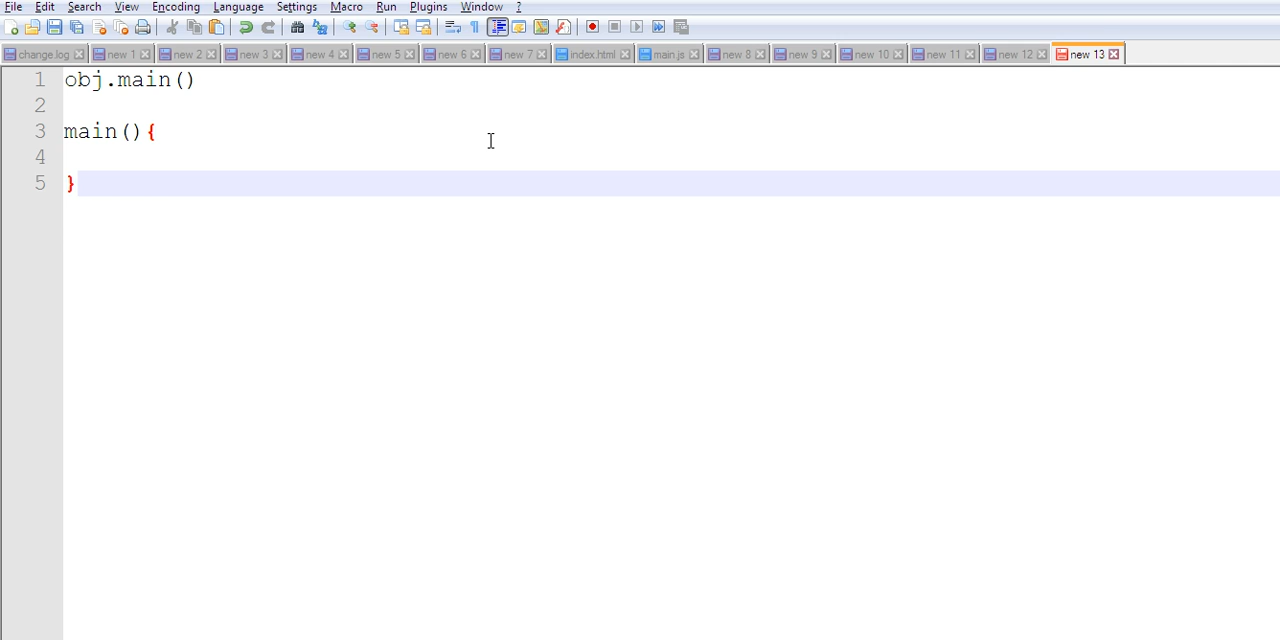 File Edit Search View Encoding Language Settings Macro Run Plugins Window ?
change.log new 1 new 2 new 3 new 4 new 5 new 6 new 7 index.html main.js new 8 new 9 new 10 new 11 new 12 new 13
1 obj.main()
2
3 main(){
4
5 }